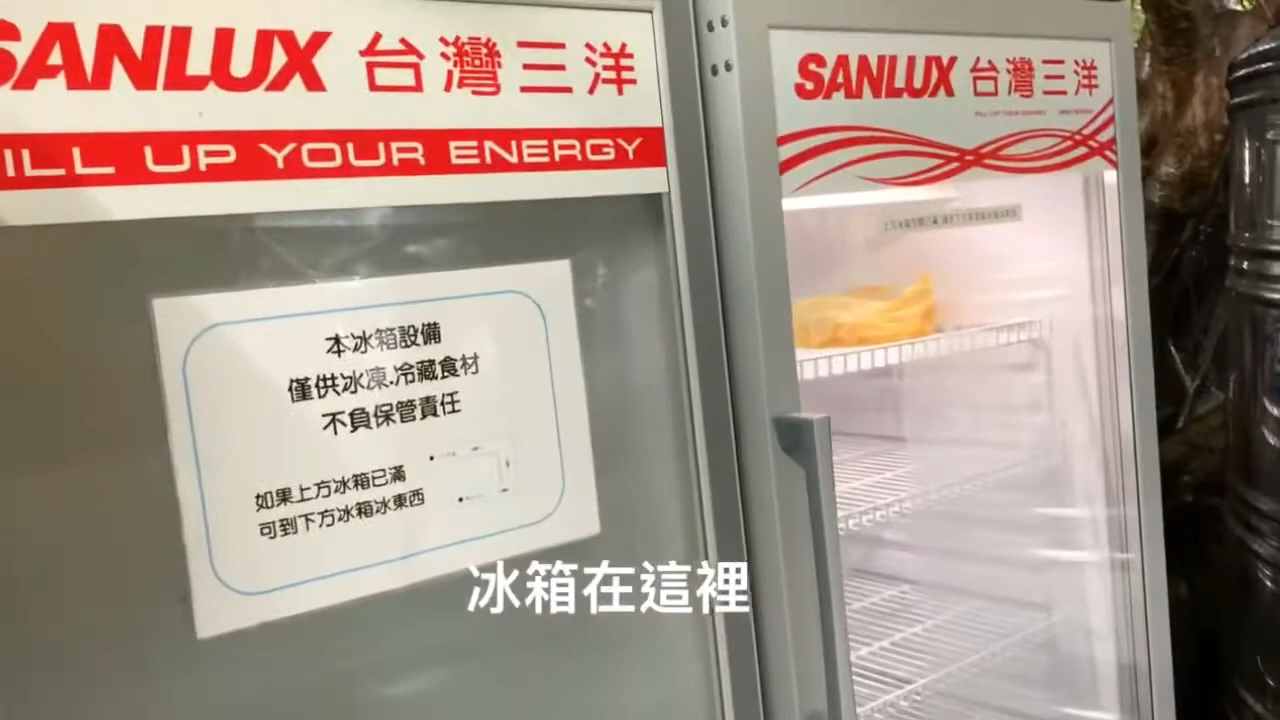 SANLUX 台灣三洋
ILL UP YOUR ENERGY
SANLUX 台灣三洋
本冰箱設備
僅供冰凍.冷藏食材
不負保管責任
如果上方冰箱已滿
可到下方冰箱冰東西
冰箱在這裡